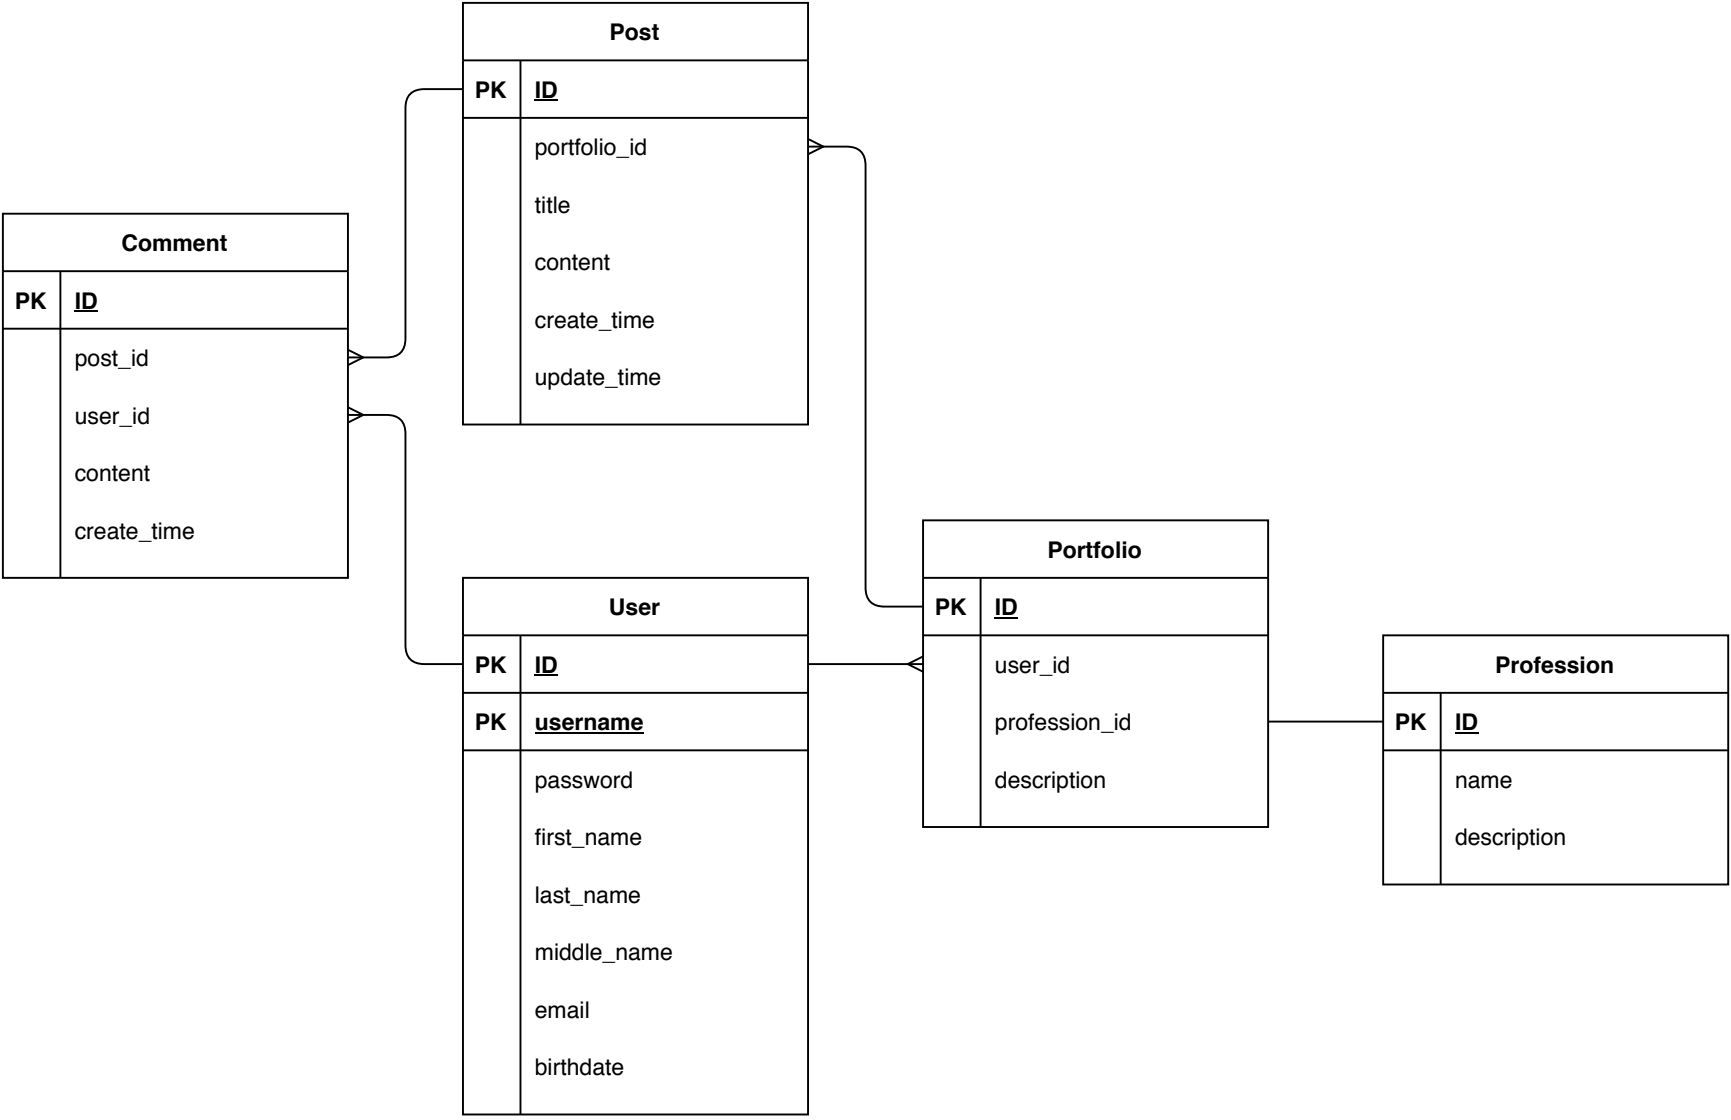 Post
PK ID
portfolio_id
title
content
create_time
update_time
Comment
PK ID
post_id
user_id
content
create_time
User
PK ID
PK username
password
first_name
last_name
middle_name
email
birthdate
Portfolio
PK ID
user_id
profession_id
description
Profession
PK ID
name
description